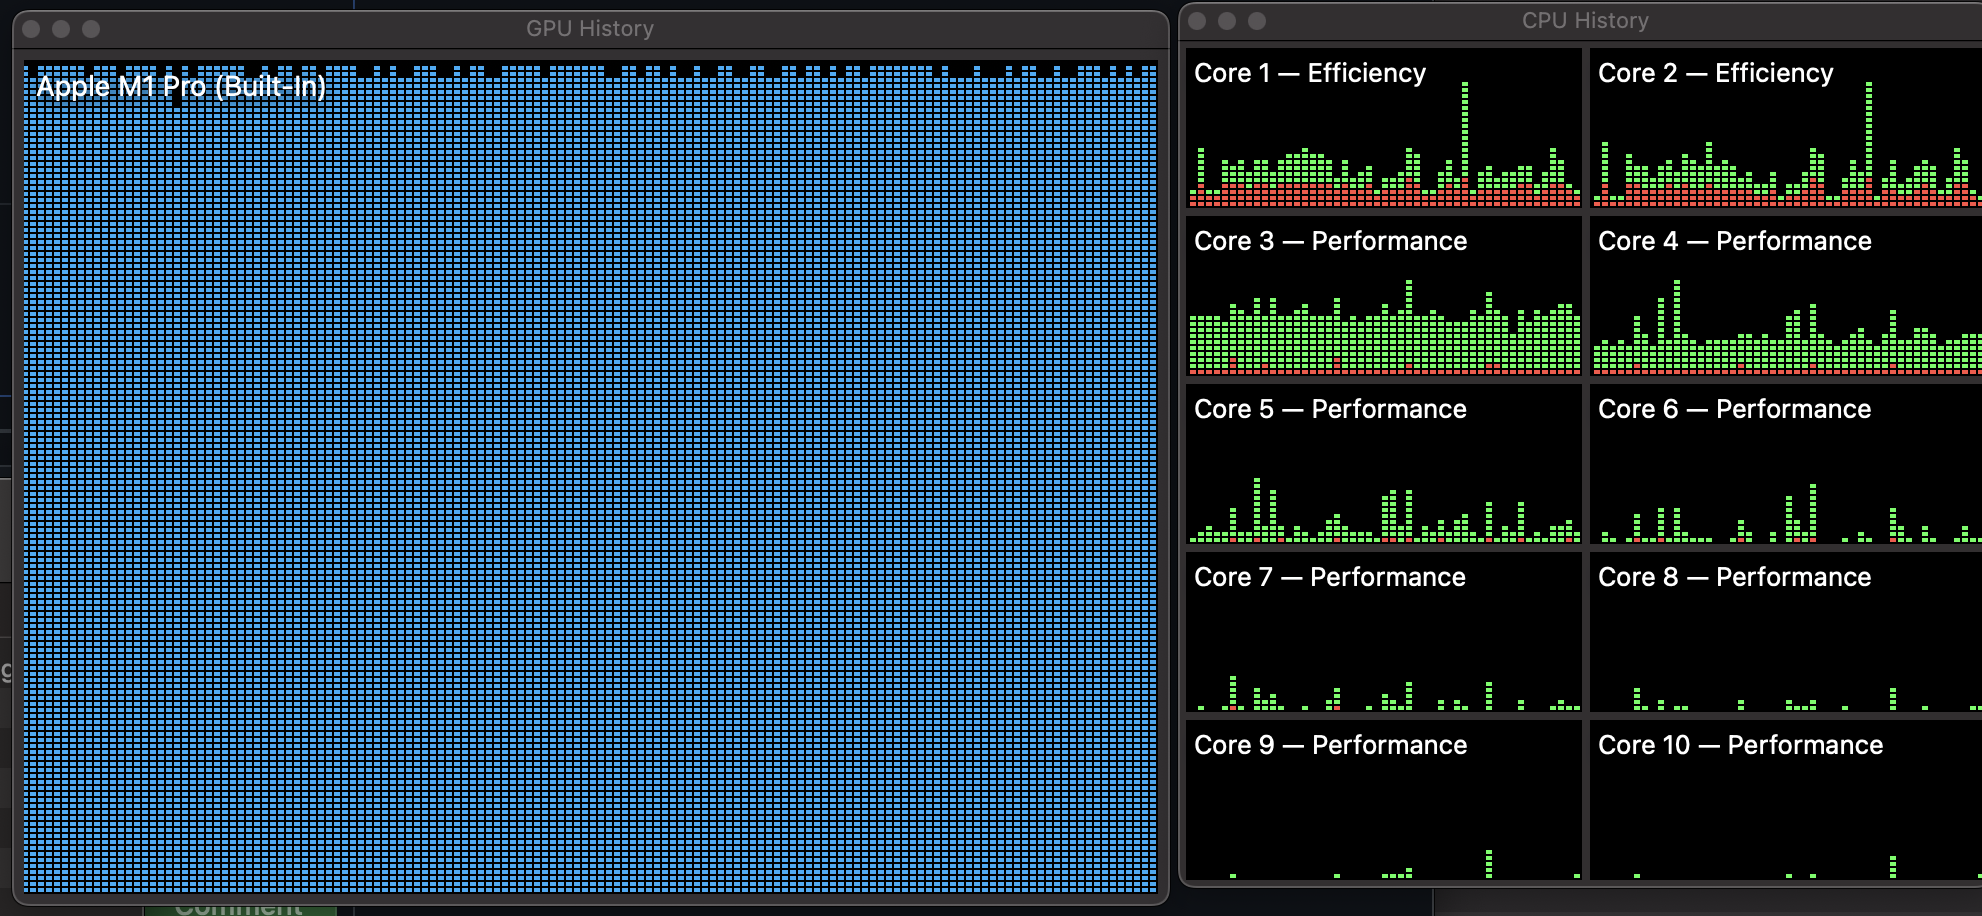 GPU History
Apple M1 Pro (Built-In)
CPU History
Core 1 — Efficiency
Core 2 — Efficiency
Core 3 — Performance
Core 4 — Performance
Core 5 — Performance
Core 6 — Performance
Core 7 — Performance
Core 8 — Performance
Core 9 — Performance
Core 10 — Performance
g
Comment